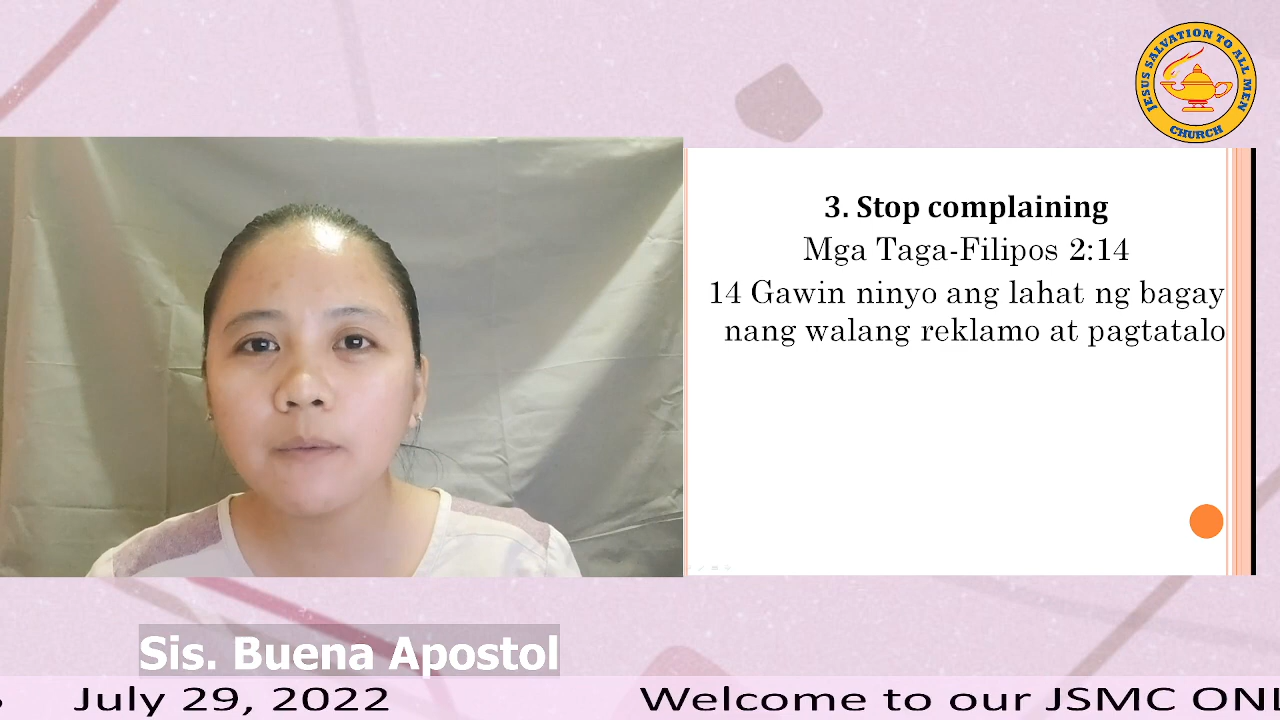 JESUS SALVATION TO ALL MEN
CHURCH
3. Stop complaining
Mga Taga-Filipos 2:14
14 Gawin ninyo ang lahat ng bagay
nang walang reklamo at pagtatalo
Sis. Buena Apostol
July 29, 2022
Welcome to our JSMC